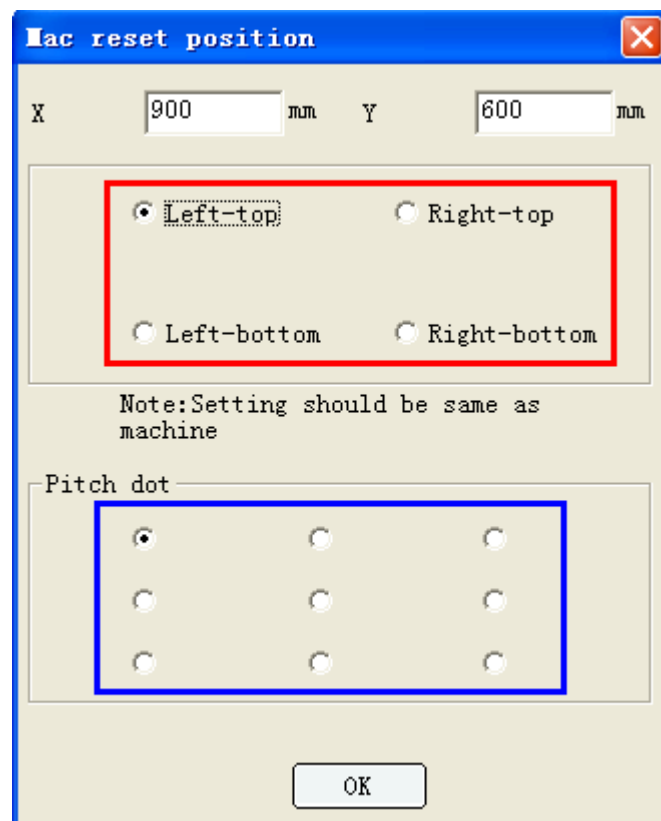 Mac reset position
X 900 mm Y 600 mm
Left-top Right-top
Left-bottom Right-bottom
Note:Setting should be same as
machine
Pitch dot
OK